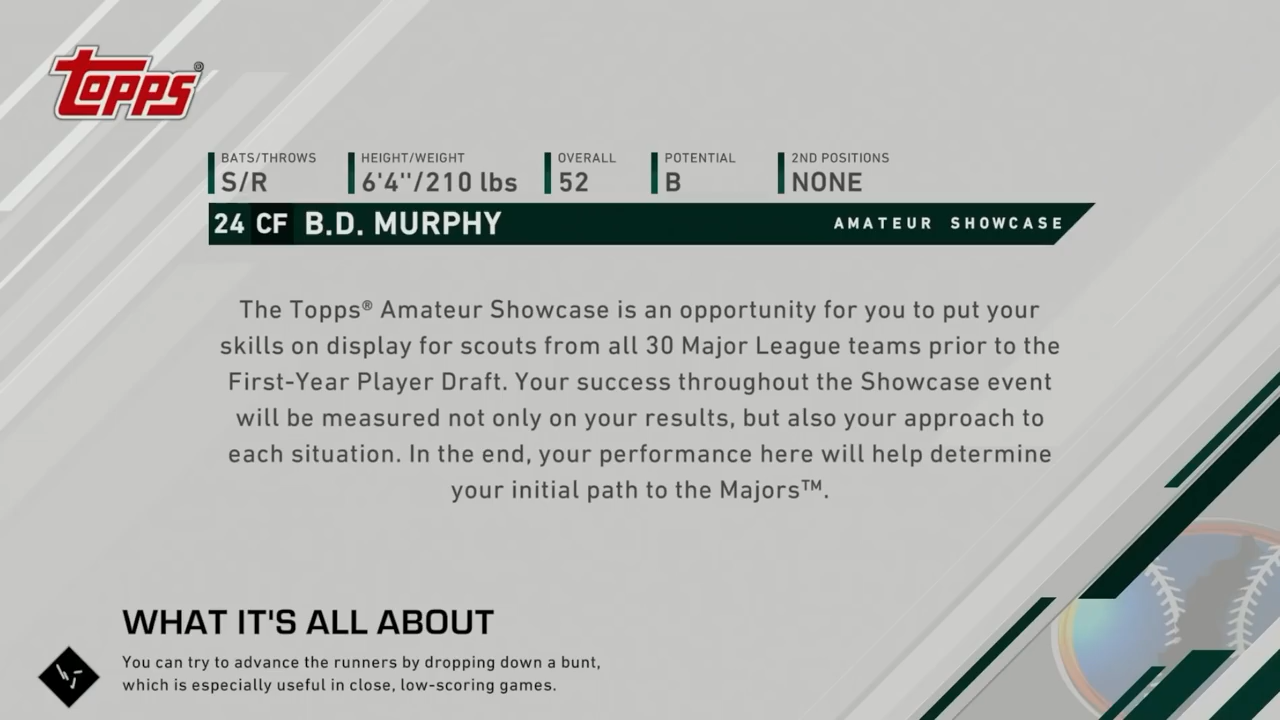 topps®
BATS/THROWS
S/R
HEIGHT/WEIGHT
6'4''/210 lbs
OVERALL
52
POTENTIAL
B
2ND POSITIONS
NONE
24 CF B.D. MURPHY
AMATEUR SHOWCASE
The Topps® Amateur Showcase is an opportunity for you to put your
skills on display for scouts from all 30 Major League teams prior to the
First-Year Player Draft. Your success throughout the Showcase event
will be measured not only on your results, but also your approach to
each situation. In the end, your performance here will help determine
your initial path to the Majors™.
WHAT IT'S ALL ABOUT
You can try to advance the runners by dropping down a bunt,
which is especially useful in close, low-scoring games.